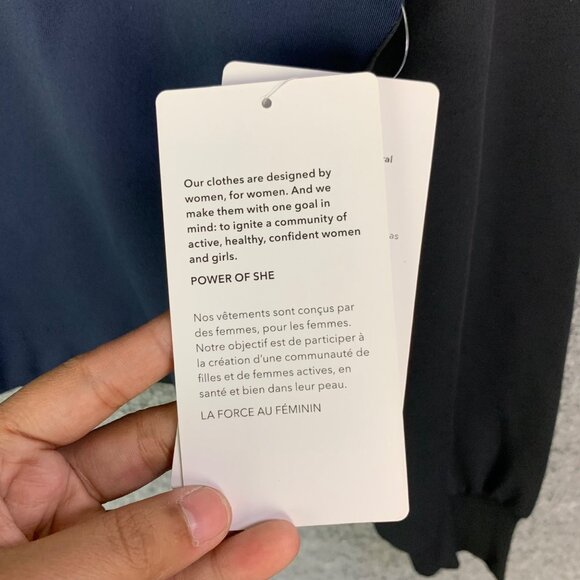 Our clothes are designed by
women, for women. And we
make them with one goal in
mind: to ignite a community of
active, healthy, confident women
and girls.
POWER OF SHE
Nos vêtements sont conçus par
des femmes, pour les femmes.
Notre objectif est de participer à
la création d'une communauté de
filles et de femmes actives, en
santé et bien dans leur peau.
LA FORCE AU FÉMININ